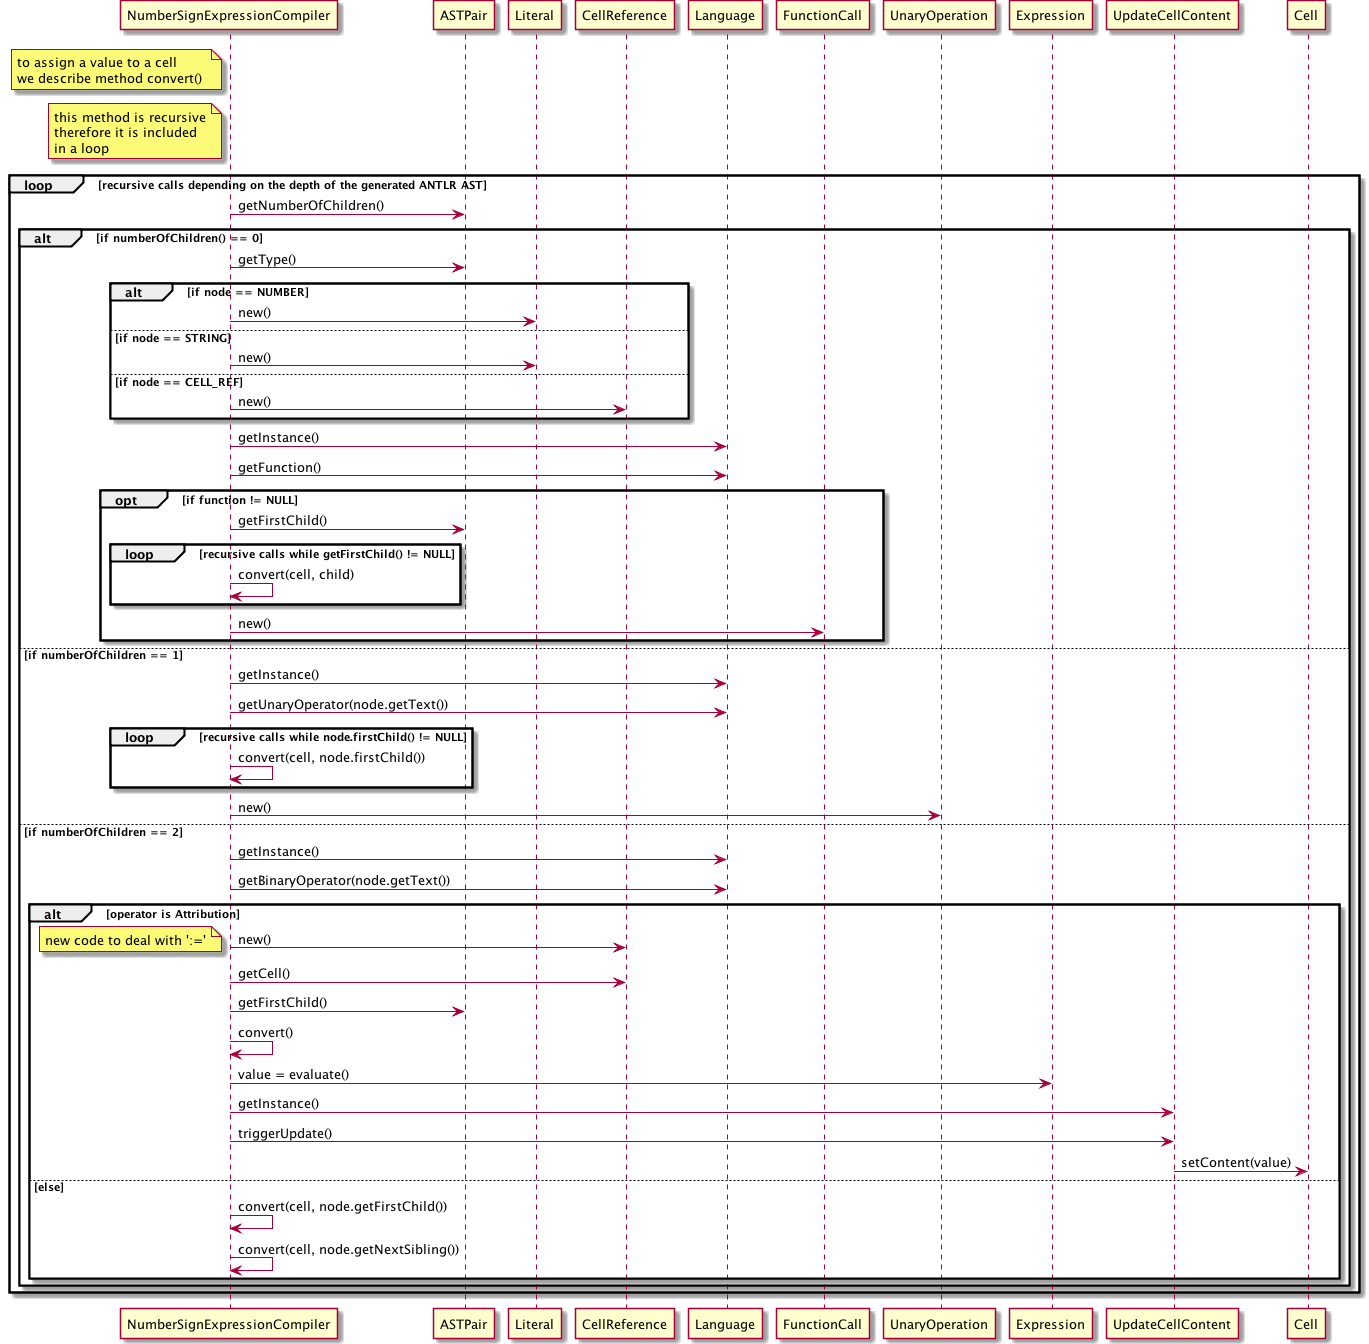 NumberSignExpressionCompiler ASTPair Literal CellReference Language FunctionCall UnaryOperation Expression UpdateCellContent Cell
to assign a value to a cell
we describe method convert()
this method is recursive
therefore it is included
in a loop
loop [recursive calls depending on the depth of the generated ANTLR AST]
getNumberOfChildren()
alt [if numberOfChildren() == 0]
getType()
alt [if node == NUMBER]
new()
[if node == STRING]
new()
[if node == CELL_REF]
new()
getInstance()
getFunction()
opt [if function != NULL]
getFirstChild()
loop [recursive calls while getFirstChild() != NULL]
convert(cell, child)
new()
[if numberOfChildren == 1]
getInstance()
getUnaryOperator(node.getText())
loop [recursive calls while node.firstChild() != NULL]
convert(cell, node.firstChild())
new()
[if numberOfChildren == 2]
getInstance()
getBinaryOperator(node.getText())
alt [operator is Attribution]
new code to deal with ':=' new()
getCell()
getFirstChild()
convert()
value = evaluate()
getInstance()
triggerUpdate()
setContent(value)
[else]
convert(cell, node.getFirstChild())
convert(cell, node.getNextSibling())
NumberSignExpressionCompiler ASTPair Literal CellReference Language FunctionCall UnaryOperation Expression UpdateCellContent Cell